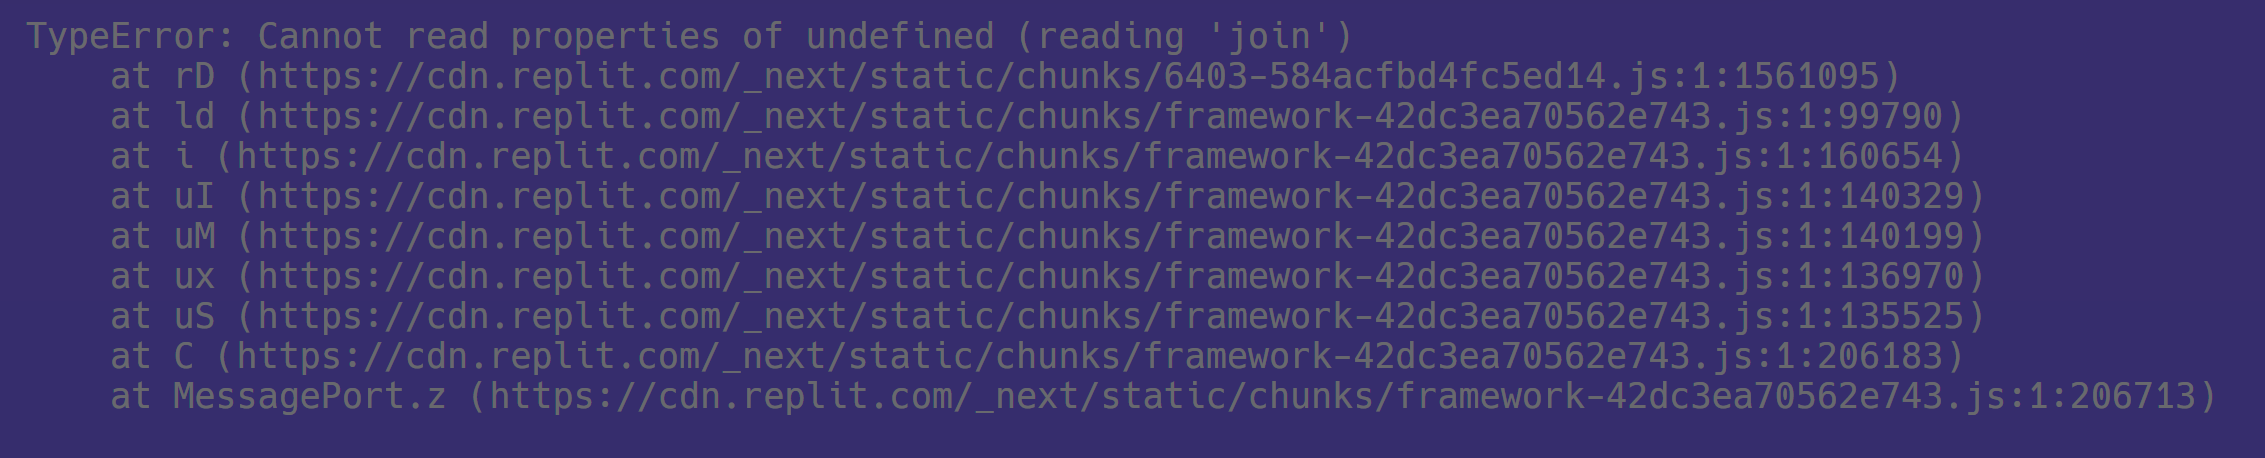 TypeError: Cannot read properties of undefined (reading 'join')
    at rD (https://cdn.replit.com/_next/static/chunks/6403-584acfbd4fc5ed14.js:1:1561095)
    at ld (https://cdn.replit.com/_next/static/chunks/framework-42dc3ea70562e743.js:1:99790)
    at i (https://cdn.replit.com/_next/static/chunks/framework-42dc3ea70562e743.js:1:160654)
    at uI (https://cdn.replit.com/_next/static/chunks/framework-42dc3ea70562e743.js:1:140329)
    at uM (https://cdn.replit.com/_next/static/chunks/framework-42dc3ea70562e743.js:1:140199)
    at ux (https://cdn.replit.com/_next/static/chunks/framework-42dc3ea70562e743.js:1:136970)
    at uS (https://cdn.replit.com/_next/static/chunks/framework-42dc3ea70562e743.js:1:135525)
    at C (https://cdn.replit.com/_next/static/chunks/framework-42dc3ea70562e743.js:1:206183)
    at MessagePort.z (https://cdn.replit.com/_next/static/chunks/framework-42dc3ea70562e743.js:1:206713)